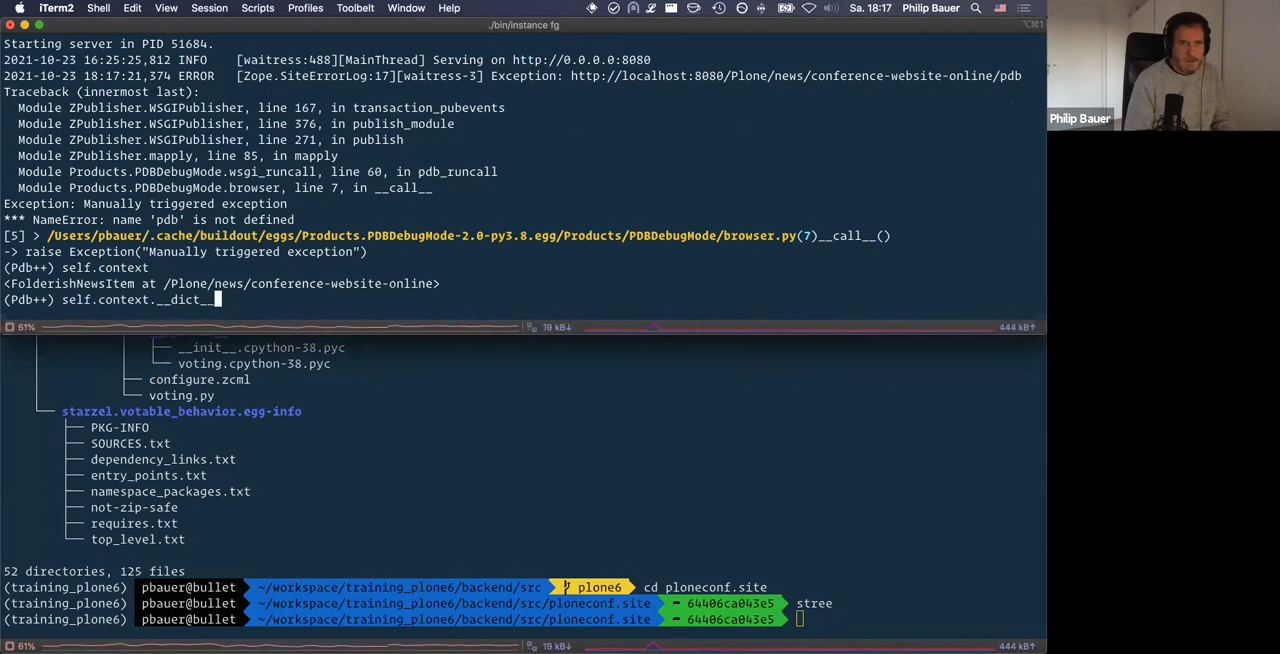 iTerm2 Shell Edit View Session Scripts Profiles Toolbelt Window Help Sa. 18:17 Philip Bauer
./bin/instance fg ⌥⌘1
Starting server in PID 51684.
2021-10-23 16:25:25,812 INFO [waitress:488][MainThread] Serving on http://0.0.0.0:8080
2021-10-23 18:17:21,374 ERROR [Zope.SiteErrorLog:17][waitress-3] Exception: http://localhost:8080/Plone/news/conference-website-online/pdb
Traceback (innermost last):
Module ZPublisher.WSGIPublisher, line 167, in transaction_pubevents
Module ZPublisher.WSGIPublisher, line 376, in publish_module
Module ZPublisher.WSGIPublisher, line 271, in publish
Module ZPublisher.mapply, line 85, in mapply
Module Products.PDBDebugMode.wsgi_runcall, line 60, in pdb_runcall
Module Products.PDBDebugMode.browser, line 7, in __call__
Exception: Manually triggered exception
*** NameError: name 'pdb' is not defined
[5] > /Users/pbauer/.cache/buildout/eggs/Products.PDBDebugMode-2.0-py3.8.egg/Products/PDBDebugMode/browser.py(7)__call__()
-> raise Exception("Manually triggered exception")
(Pdb++) self.context
<FolderishNewsItem at /Plone/news/conference-website-online>
(Pdb++) self.context.__dict__
61% 19 kB↓ 444 kB↑
Philip Bauer
__init__.cpython-38.pyc
voting.cpython-38.pyc
configure.zcml
voting.py
starzel.votable_behavior.egg-info
PKG-INFO
SOURCES.txt
dependency_links.txt
entry_points.txt
namespace_packages.txt
not-zip-safe
requires.txt
top_level.txt
52 directories, 125 files
(training_plone6) pbauer@bullet ~/workspace/training_plone6/backend/src plone6 cd ploneconf.site
(training_plone6) pbauer@bullet ~/workspace/training_plone6/backend/src/ploneconf.site 64406ca043e5 stree
(training_plone6) pbauer@bullet ~/workspace/training_plone6/backend/src/ploneconf.site 64406ca043e5
61% 19 kB↓ 444 kB↑